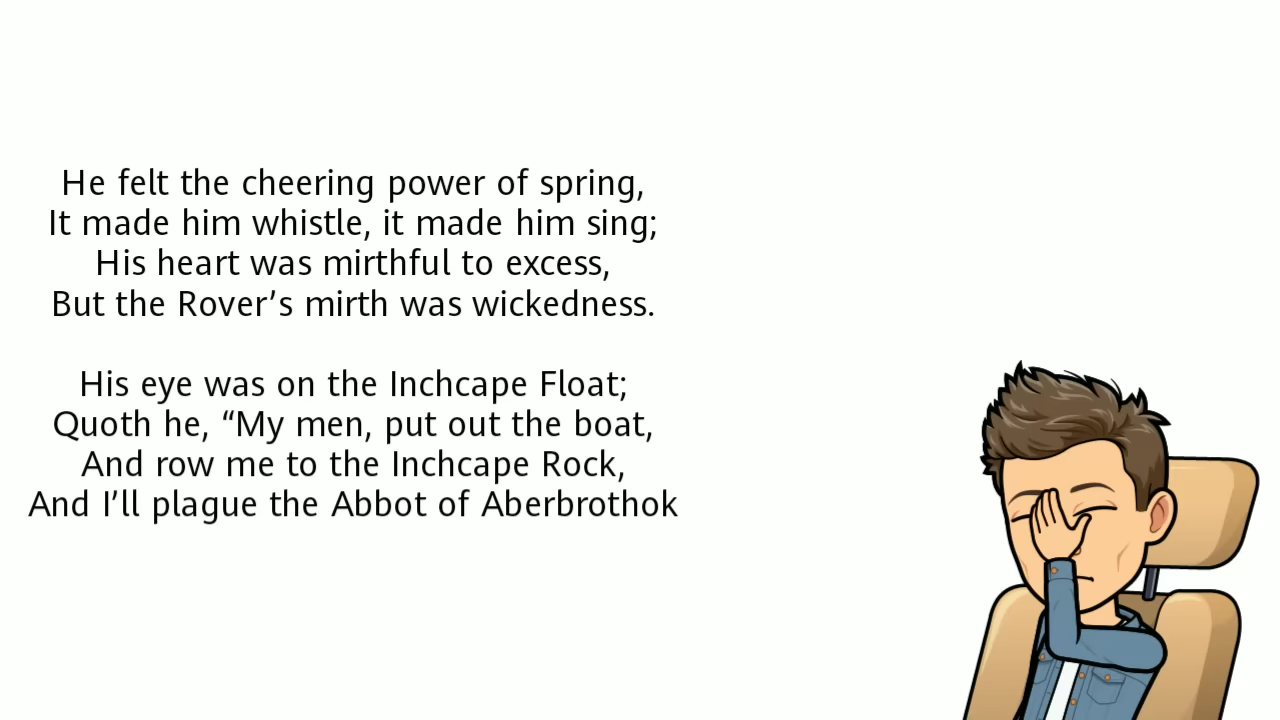 He felt the cheering power of spring,
It made him whistle, it made him sing;
His heart was mirthful to excess,
But the Rover’s mirth was wickedness.
His eye was on the Inchcape Float;
Quoth he, “My men, put out the boat,
And row me to the Inchcape Rock,
And I’ll plague the Abbot of Aberbrothok